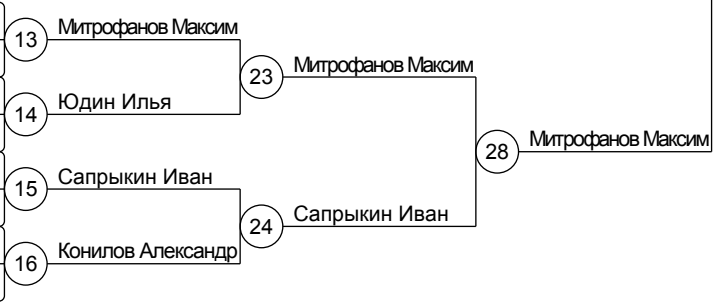 13 Митрофанов Максим
23 Митрофанов Максим
14 Юдин Илья
28 Митрофанов Максим
15 Сапрыкин Иван
24 Сапрыкин Иван
16 Конилов Александр